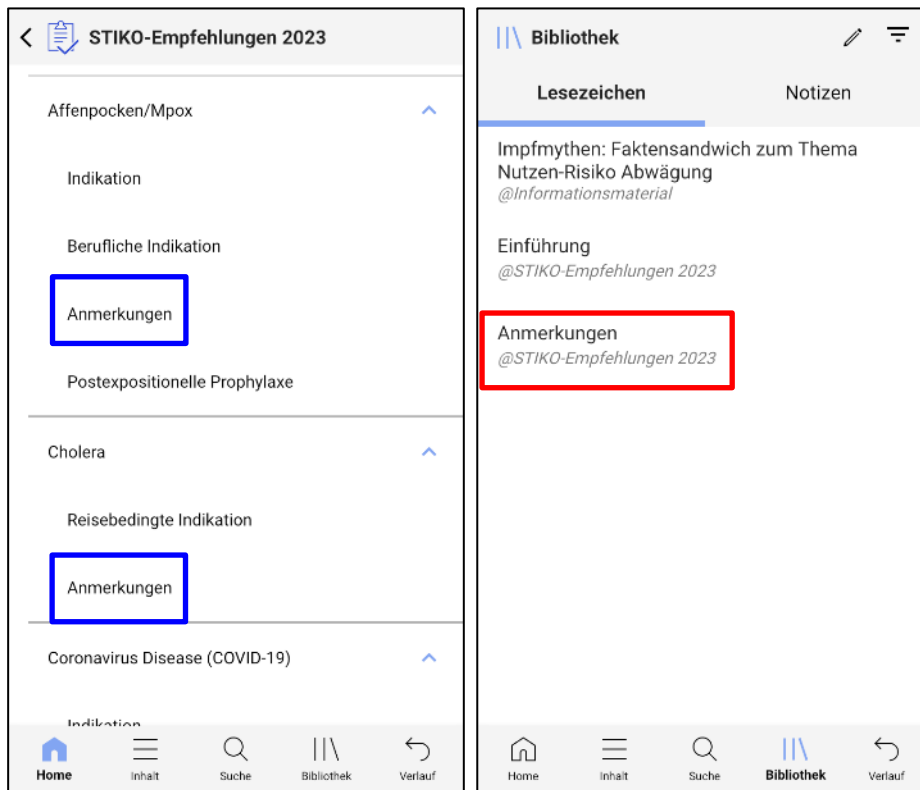 STIKO-Empfehlungen 2023
Affenpocken/Mpox
Indikation
Berufliche Indikation
Anmerkungen
Postexpositionelle Prophylaxe
Cholera
Reisebedingte Indikation
Anmerkungen
Coronavirus Disease (COVID-19)
Indikation
Home Inhalt Suche Bibliothek Verlauf
Bibliothek
Lesezeichen Notizen
Impfmythen: Faktensandwich zum Thema
Nutzen-Risiko Abwägung
@Informationsmaterial
Einführung
@STIKO-Empfehlungen 2023
Anmerkungen
@STIKO-Empfehlungen 2023
Home Inhalt Suche Bibliothek Verlauf